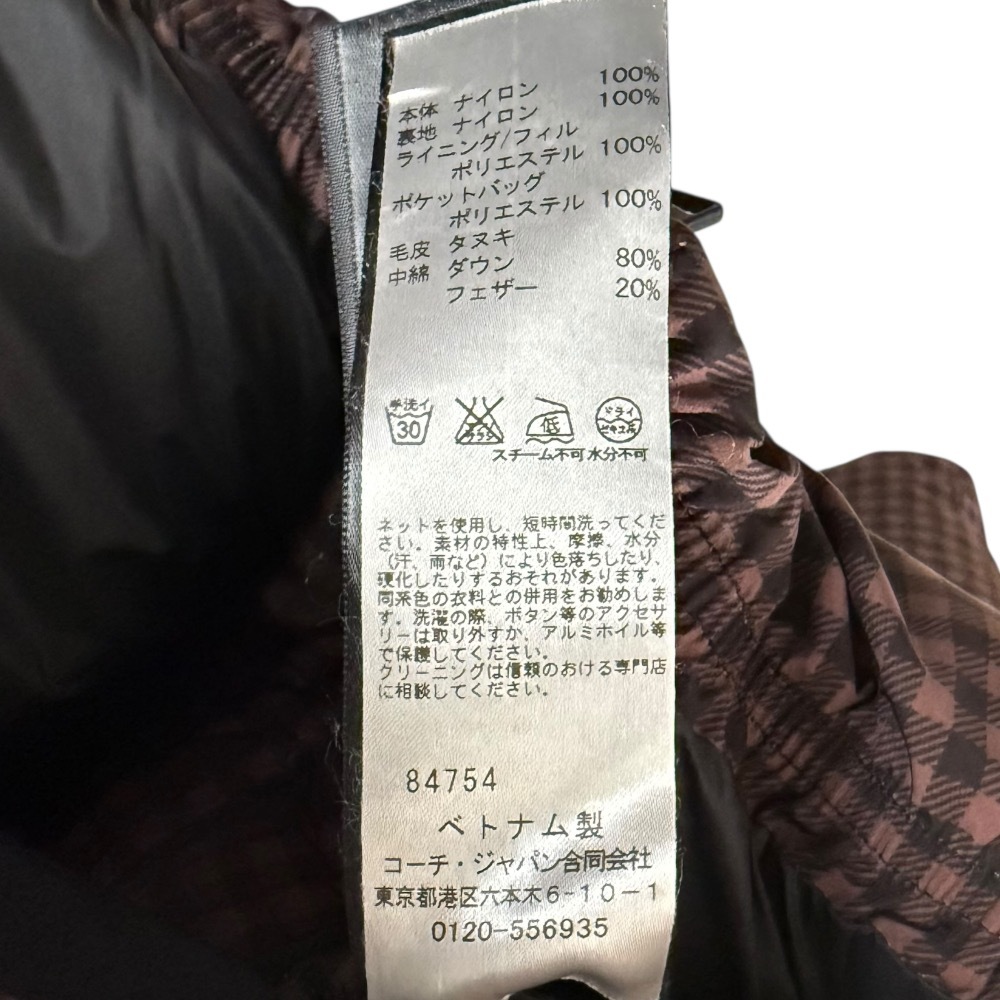 本体 ナイロン 100%
裏地 ナイロン 100%
ライニング/フィル
ポリエステル 100%
ポケットバッグ
ポリエステル 100%
毛皮 タヌキ
中綿 ダウン 80%
フェザー 20%
手洗イ
30
低
ドライ
セキユ系
スチーム不可 水分不可
ネットを使用し、短時間洗ってくだ
さい。素材の特性上、摩擦、水分
(汗、雨など)により色落ちしたり、
硬化したりするおそれがあります。
同系色の衣料との併用をお勧めしま
す。洗濯の際、ボタン等のアクセサ
リーは取り外すか、アルミホイル等
で保護してください。
クリーニングは信頼のおける専門店
に相談してください。
84754
ベトナム製
コーチ・ジャパン合同会社
東京都港区六本木6-10-1
0120-556935